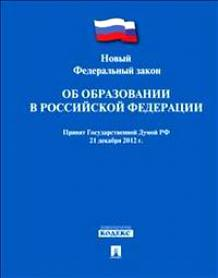 Новый
Федеральный закон
ОБ ОБРАЗОВАНИИ
В РОССИЙСКОЙ ФЕДЕРАЦИИ
Принят Государственной Думой РФ
21 декабря 2012 г.
КОДЕКС